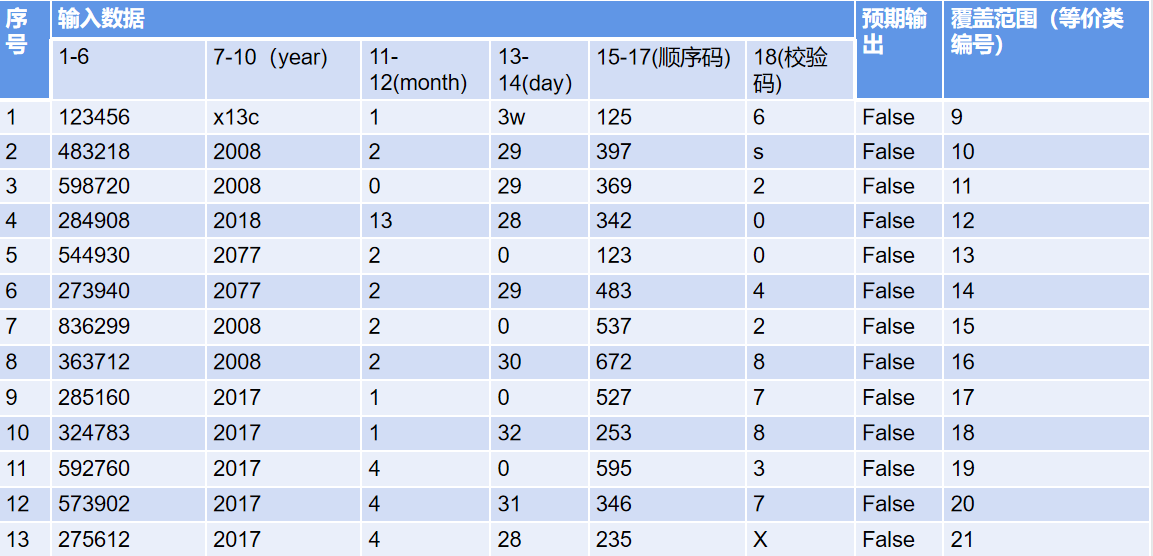 序号 输入数据 预期输出 覆盖范围（等价类编号）
1-6 7-10（year) 11-12(month) 13-14(day） 15-17(顺序码) 18(校验码)
1 123456 x13c 1 3w 125 6 False 9
2 483218 2008 2 29 397 s False 10
3 598720 2008 0 29 369 2 False 11
4 284908 2018 13 28 342 0 False 12
5 544930 2077 2 0 123 0 False 13
6 273940 2077 2 29 483 4 False 14
7 836299 2008 2 0 537 2 False 15
8 363712 2008 2 30 672 8 False 16
9 285160 2017 1 0 527 7 False 17
10 324783 2017 1 32 253 8 False 18
11 592760 2017 4 0 595 3 False 19
12 573902 2017 4 31 346 7 False 20
13 275612 2017 4 28 235 X False 21